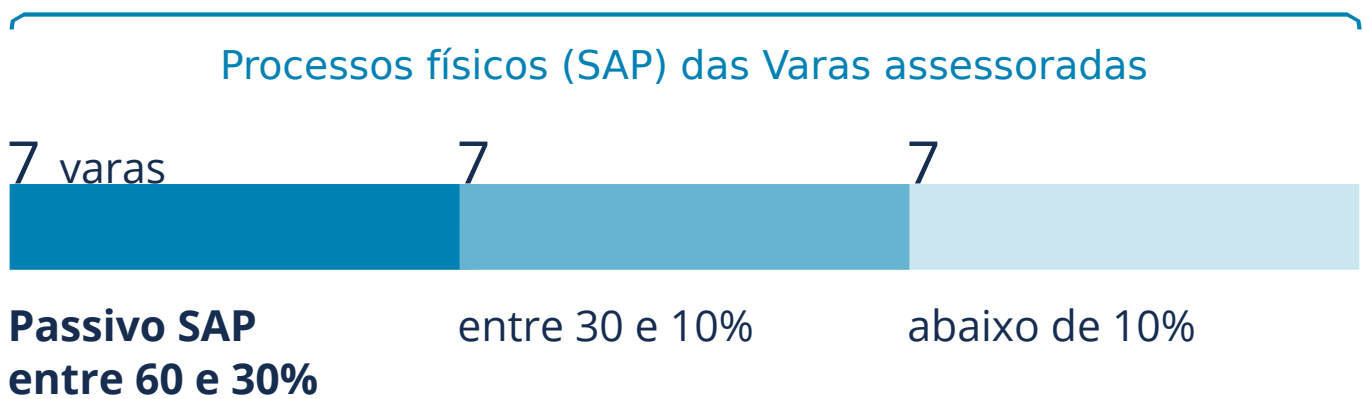 Processos físicos (SAP) das Varas assessoradas
7 varas
7
7
Passivo SAP
entre 60 e 30%
entre 30 e 10%
abaixo de 10%